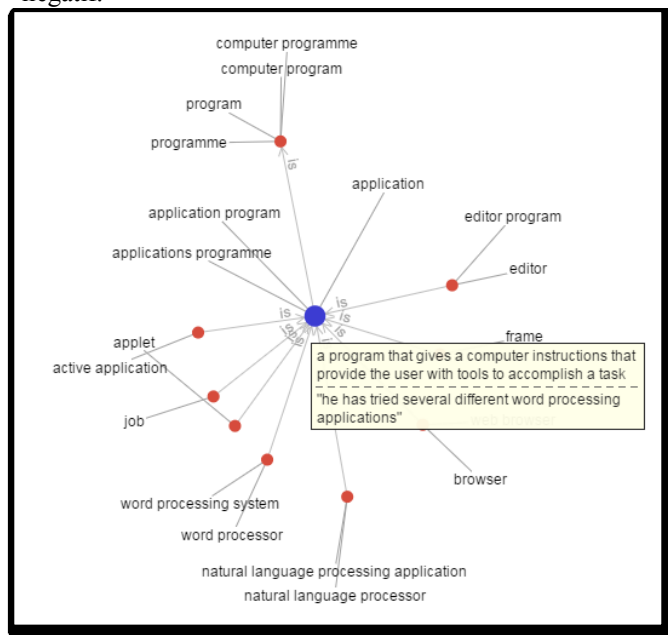 computer programme
computer program
program
programme
is
application
application program
editor program
applications programme
editor
is
is
is
is
frame
applet
active application
a program that gives a computer instructions that
provide the user with tools to accomplish a task
"he has tried several different word processing
applications"
job
web browser
browser
word processing system
word processor
natural language processing application
natural language processor